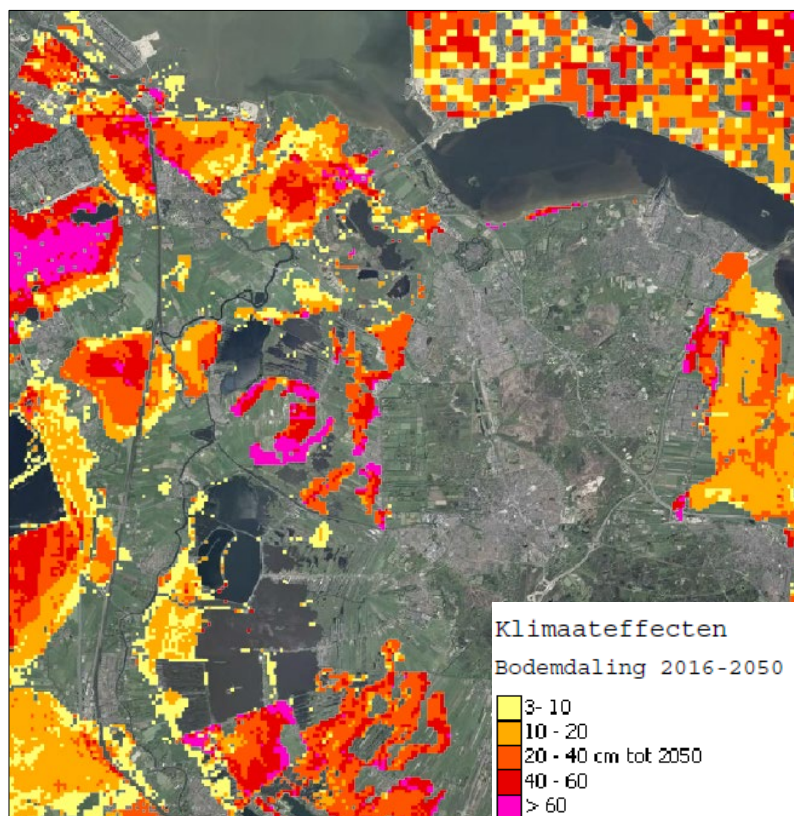 Klimaateffecten
Bodemdaling 2016-2050
3- 10
10 - 20
20 - 40 cm tot 2050
40 - 60
> 60